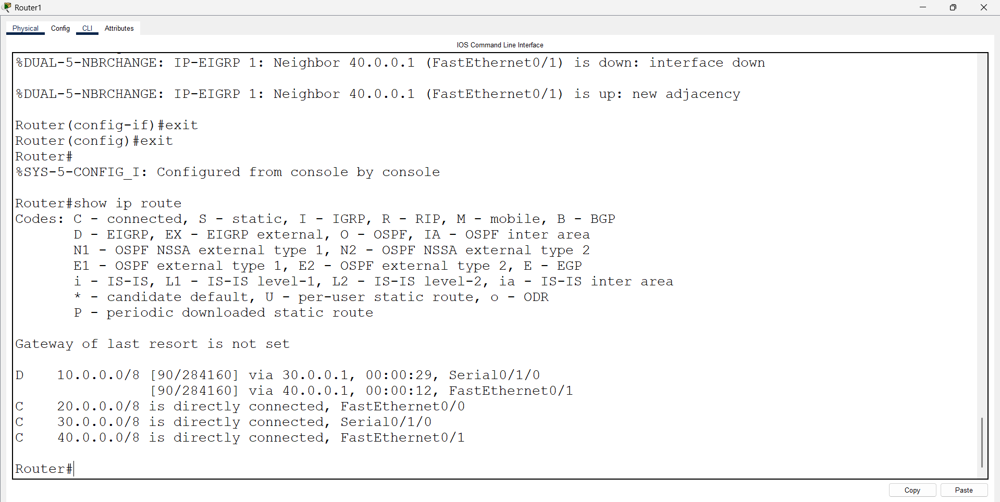 Router1
Physical Config CLI Attributes
IOS Command Line Interface
%DUAL-5-NBRCHANGE: IP-EIGRP 1: Neighbor 40.0.0.1 (FastEthernet0/1) is down: interface down
%DUAL-5-NBRCHANGE: IP-EIGRP 1: Neighbor 40.0.0.1 (FastEthernet0/1) is up: new adjacency
Router(config-if)#exit
Router(config)#exit
Router#
%SYS-5-CONFIG_I: Configured from console by console
Router#show ip route
Codes: C - connected, S - static, I - IGRP, R - RIP, M - mobile, B - BGP
D - EIGRP, EX - EIGRP external, O - OSPF, IA - OSPF inter area
N1 - OSPF NSSA external type 1, N2 - OSPF NSSA external type 2
E1 - OSPF external type 1, E2 - OSPF external type 2, E - EGP
i - IS-IS, L1 - IS-IS level-1, L2 - IS-IS level-2, ia - IS-IS inter area
* - candidate default, U - per-user static route, o - ODR
P - periodic downloaded static route
Gateway of last resort is not set
D 10.0.0.0/8 [90/284160] via 30.0.0.1, 00:00:29, Serial0/1/0
[90/284160] via 40.0.0.1, 00:00:12, FastEthernet0/1
C 20.0.0.0/8 is directly connected, FastEthernet0/0
C 30.0.0.0/8 is directly connected, Serial0/1/0
C 40.0.0.0/8 is directly connected, FastEthernet0/1
Router#
Copy Paste